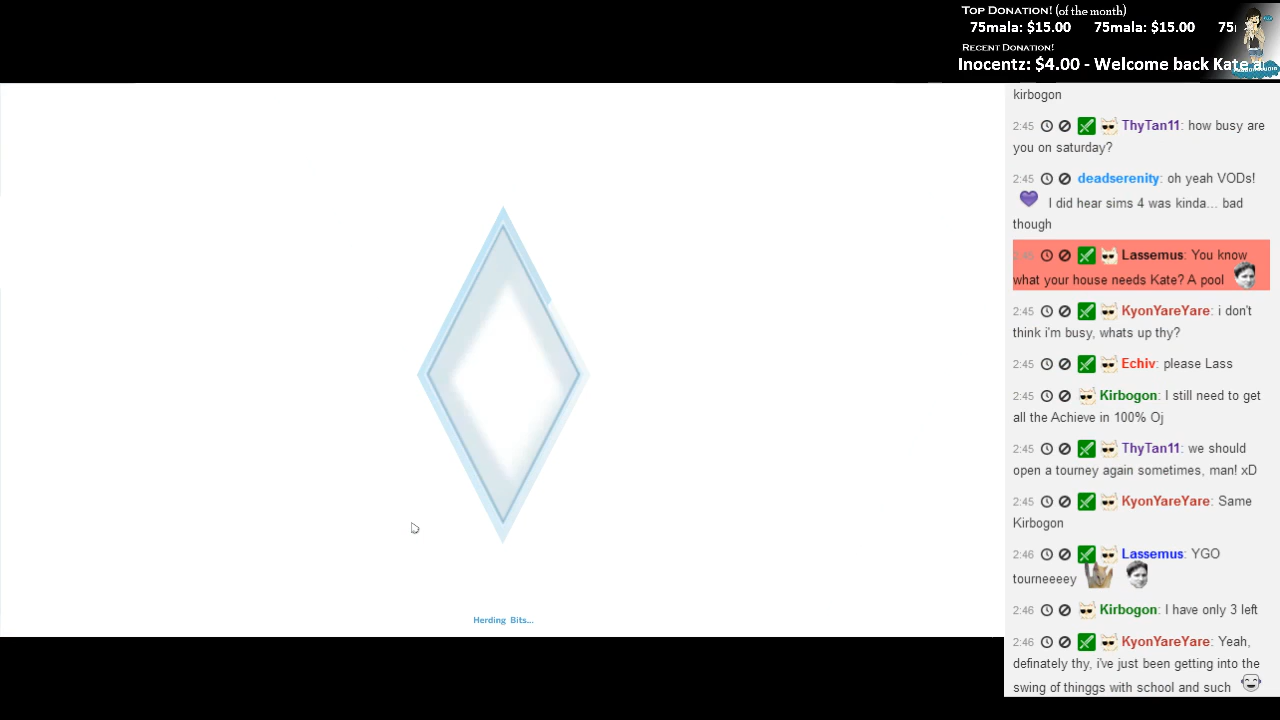 TOP DONATION! (of the month)
75mala: $15.00 75mala: $15.00 75
RECENT DONATION!
Inocentz: $4.00 - Welcome back Kate a
kirbogon
2:45 ThyTan11: how busy are
you on saturday?
2:45 deadserenity: oh yeah VODs!
I did hear sims 4 was kinda... bad
though
2:45 Lassemus: You know
what your house needs Kate? A pool
2:45 KyonYareYare: i don't
think i'm busy, whats up thy?
2:45 Echiv: please Lass
2:45 Kirbogon: I still need to get
all the Achieve in 100% Oj
2:45 ThyTan11: we should
open a tourney again sometimes, man! xD
2:45 KyonYareYare: Same
Kirbogon
2:46 Lassemus: YGO
tourneeeey
2:46 Kirbogon: I have only 3 left
2:46 KyonYareYare: Yeah,
definately thy, i've just been getting into the
swing of thinggs with school and such
Herding Bits...